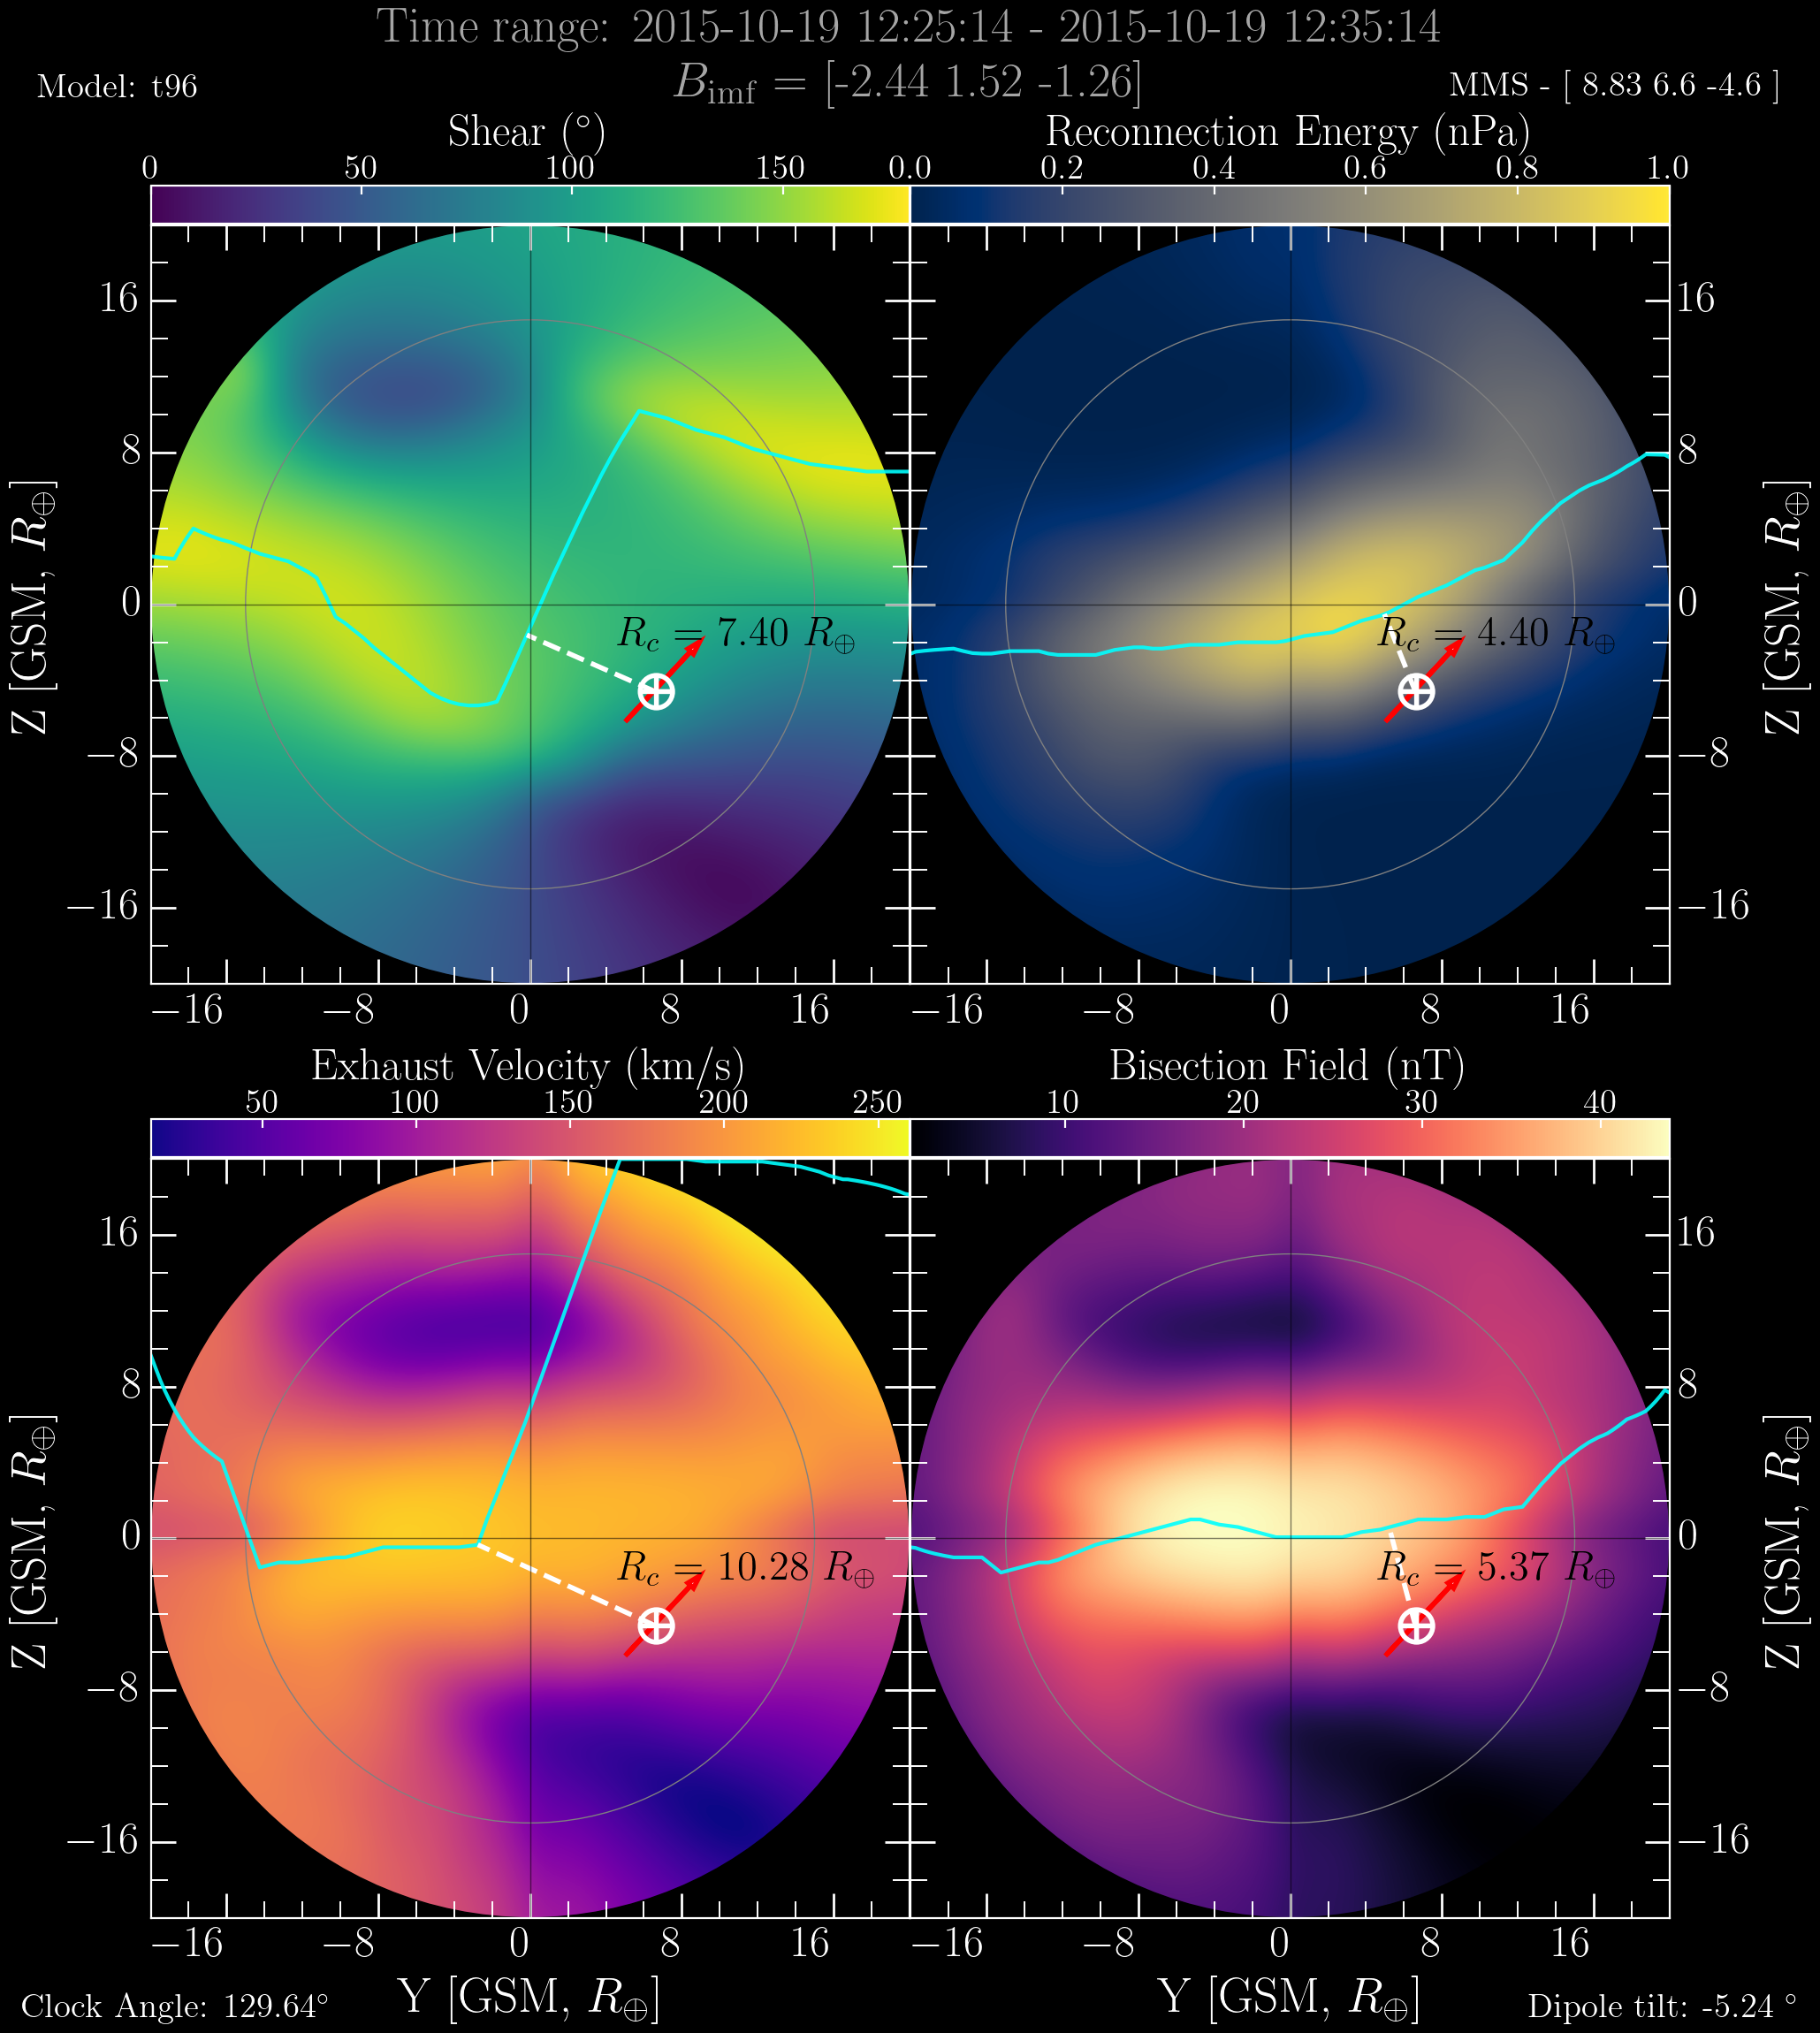 Time range: 2015-10-19 12:25:14 - 2015-10-19 12:35:14
Model: t96
B_imf = [-2.44 1.52 -1.26]
MMS - [ 8.83 6.6 -4.6 ]
Shear (°)
Reconnection Energy (nPa)
0 50 100 150
0.0 0.2 0.4 0.6 0.8 1.0
16
8
0
−8
−16
Z [GSM, R⊕]
R_c = 7.40 R⊕
R_c = 4.40 R⊕
16
8
0
−8
−16
Z [GSM, R⊕]
−16 −8 0 8 16
−16 −8 0 8 16
Exhaust Velocity (km/s)
Bisection Field (nT)
50 100 150 200 250
10 20 30 40
16
8
0
−8
−16
Z [GSM, R⊕]
R_c = 10.28 R⊕
R_c = 5.37 R⊕
16
8
0
−8
−16
Z [GSM, R⊕]
−16 −8 0 8 16
−16 −8 0 8 16
Y [GSM, R⊕]
Y [GSM, R⊕]
Clock Angle: 129.64°
Dipole tilt: -5.24 °